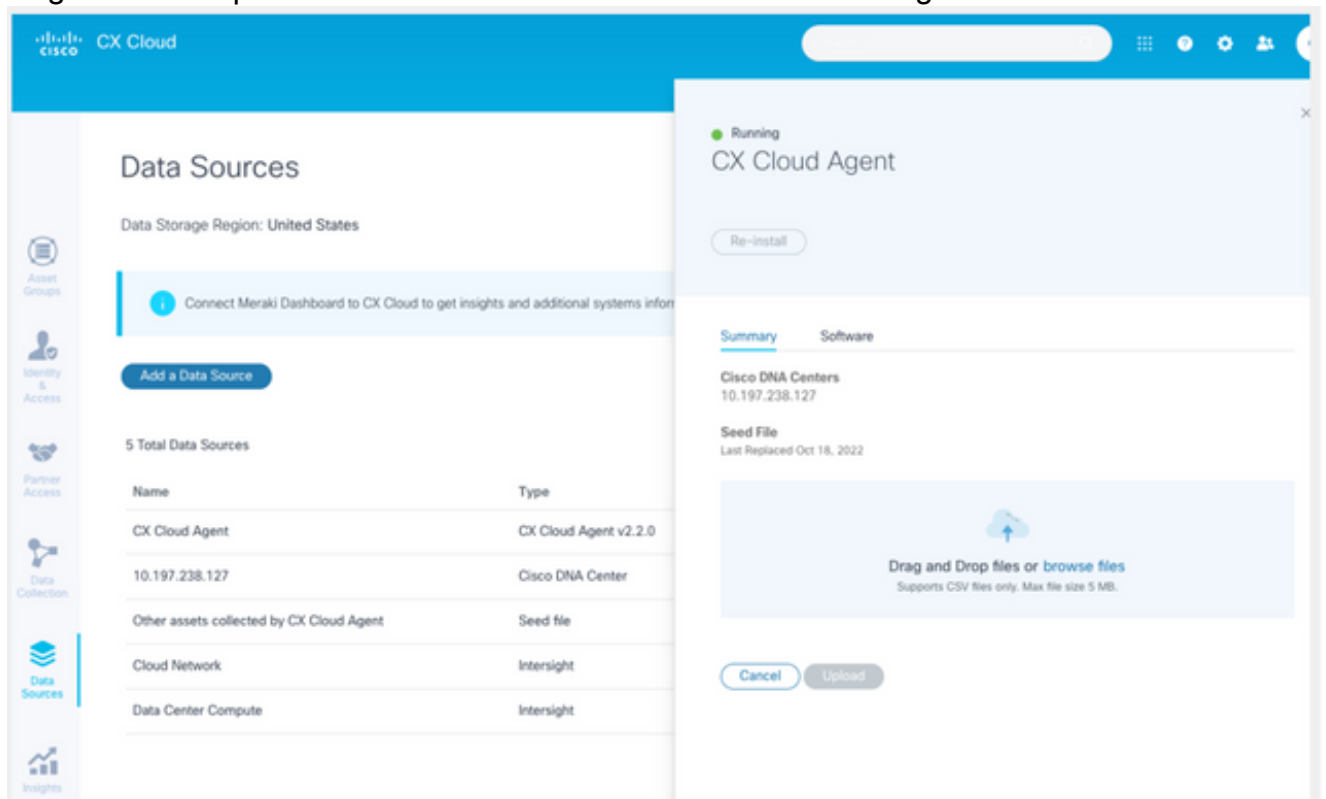 cisco CX Cloud
Data Sources
Data Storage Region: United States
Connect Meraki Dashboard to CX Cloud to get insights and additional systems infor
Add a Data Source
5 Total Data Sources
Name Type
CX Cloud Agent CX Cloud Agent v2.2.0
10.197.238.127 Cisco DNA Center
Other assets collected by CX Cloud Agent Seed file
Cloud Network Intersight
Data Center Compute Intersight
Asset
Groups
Identity
&
Access
Partner
Access
Data
Collection
Data
Sources
Insights
Running
CX Cloud Agent
Re-install
Summary Software
Cisco DNA Centers
10.197.238.127
Seed File
Last Replaced Oct 18, 2022
Drag and Drop files or browse files
Supports CSV files only. Max file size 5 MB.
Cancel Upload